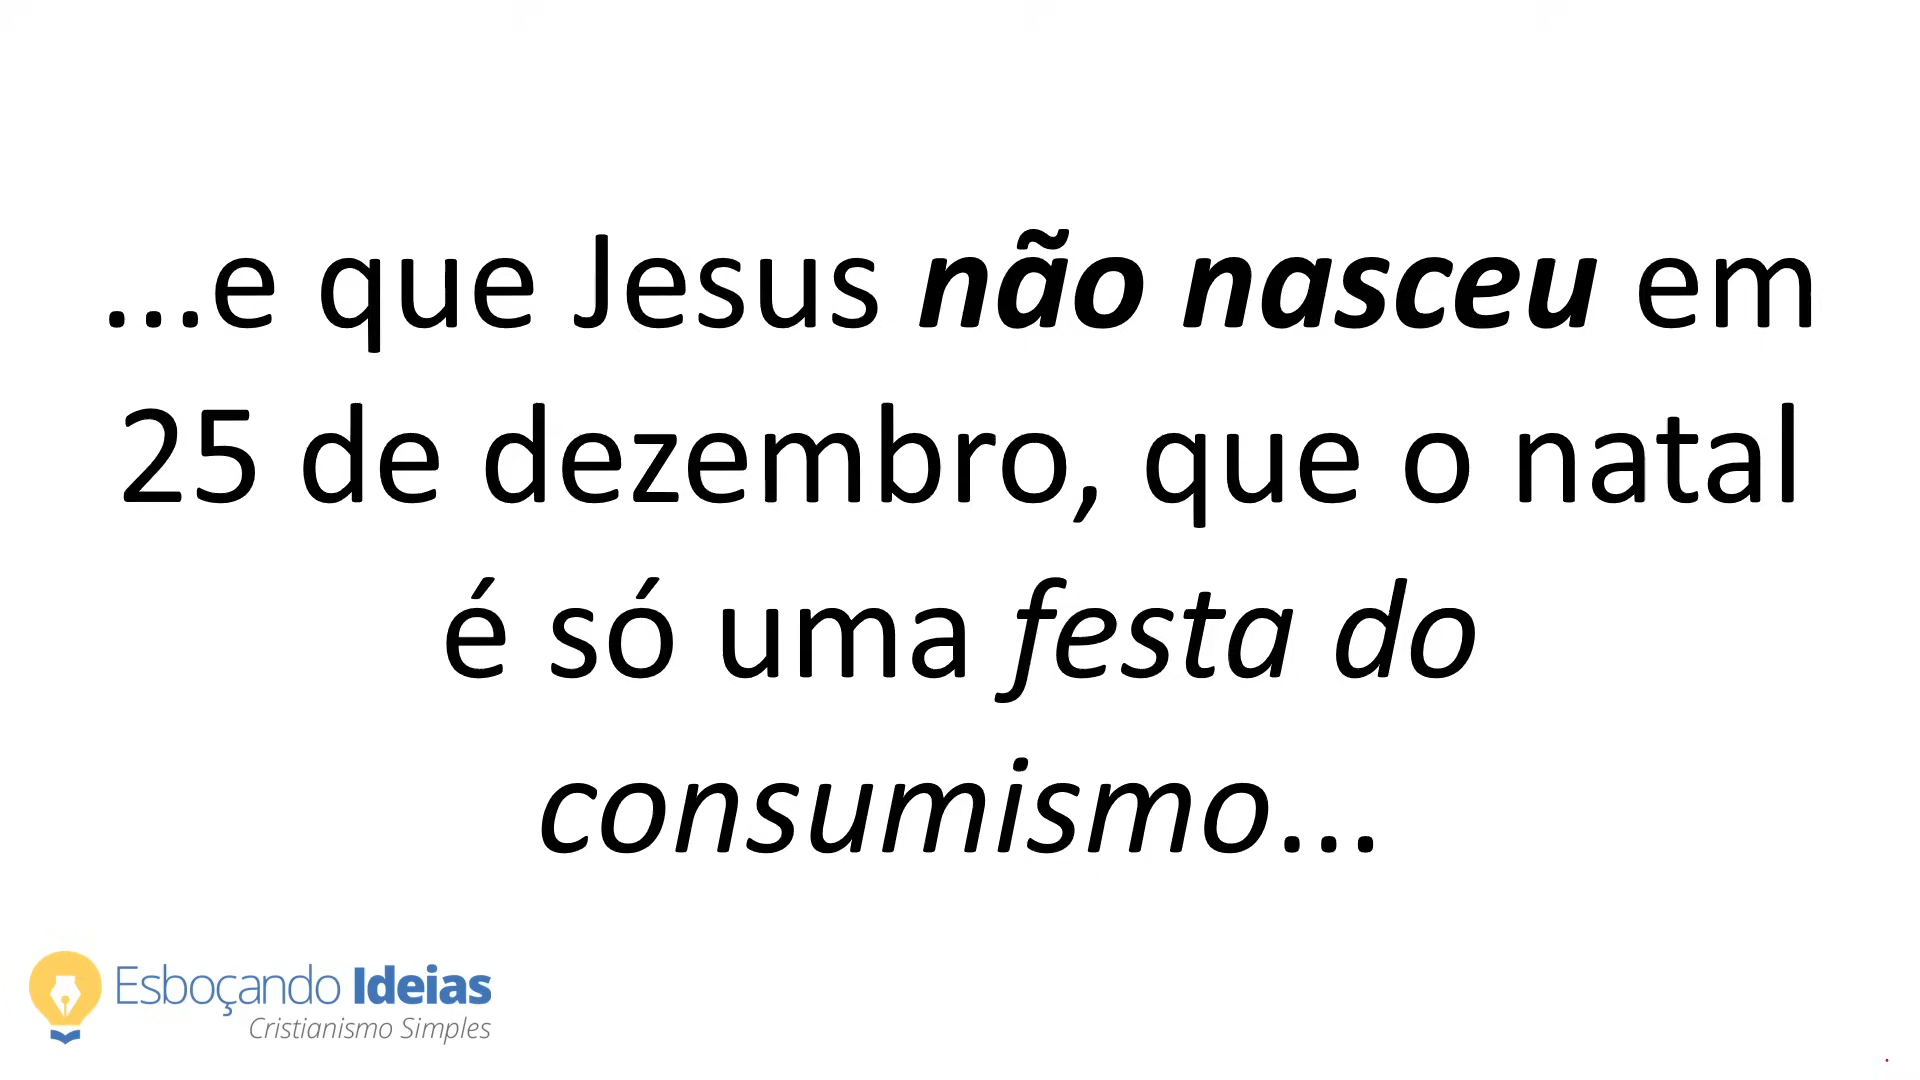 ...e que Jesus não nasceu em
25 de dezembro, que o natal
é só uma festa do
consumismo...
Esboçando Ideias
Cristianismo Simples